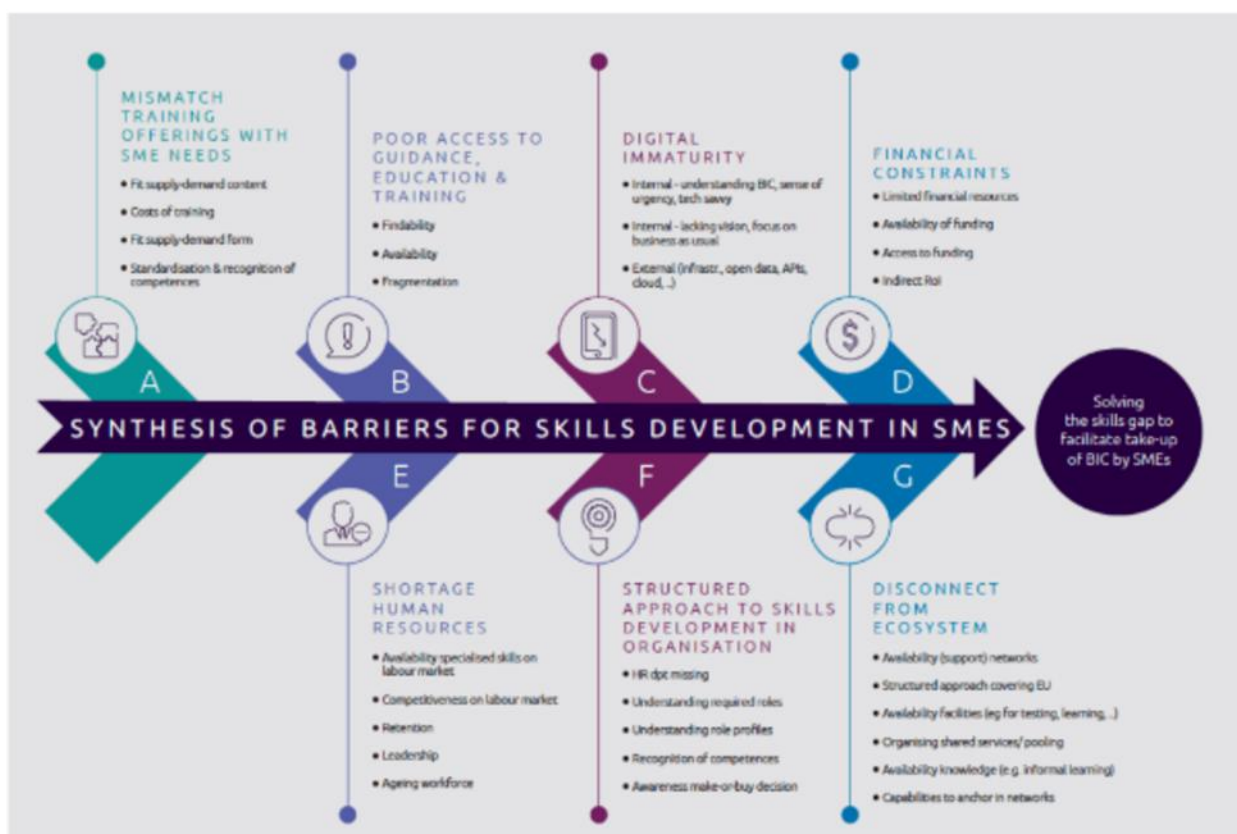 MISMATCH
TRAINING
OFFERINGS WITH
SME NEEDS
• Fit supply-demand content
• Costs of training
• Fit supply-demand form
• Standardisation & recognition of
competences
A
POOR ACCESS TO
GUIDANCE,
EDUCATION &
TRAINING
• Findability
• Availability
• Fragmentation
B
DIGITAL
IMMATURITY
• Internal - understanding BIC, sense of
urgency, tech savvy
• Internal - lacking vision, focus on
business as usual
• External (infrastr., open data, APIs,
cloud, ..)
C
FINANCIAL
CONSTRAINTS
• Limited financial resources
• Availability of funding
• Access to funding
• Indirect RoI
$
D
SYNTHESIS OF BARRIERS FOR SKILLS DEVELOPMENT IN SMES
Solving
the skills gap to
facilitate take-up
of BIC by SMEs
E
SHORTAGE
HUMAN
RESOURCES
• Availability specialised skills on
labour market
• Competitiveness on labour market
• Retention
• Leadership
• Ageing workforce
F
STRUCTURED
APPROACH TO SKILLS
DEVELOPMENT IN
ORGANISATION
• HR dpt missing
• Understanding required roles
• Understanding role profiles
• Recognition of competences
• Awareness make-or-buy decision
G
DISCONNECT
FROM
ECOSYSTEM
• Availability (support) networks
• Structured approach covering EU
• Availability facilities (eg for testing, learning, ..)
• Organising shared services/ pooling
• Availability knowledge (e.g. informal learning)
• Capabilities to anchor in networks